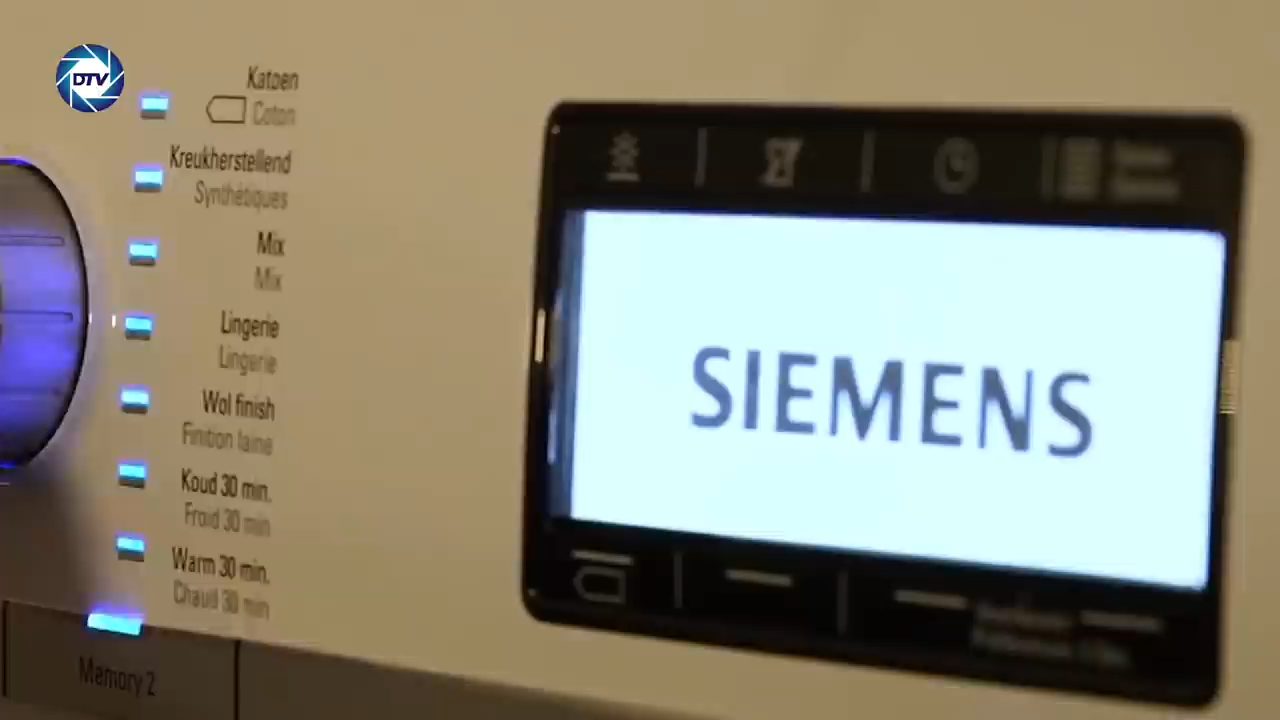 DTV
Katoen
Coton
Kreukherstellend
Synthétiques
Mix
Mix
Lingerie
Lingerie
Wol finish
Finition laine
Koud 30 min.
Froid 30 min
Warm 30 min.
Chaud 30 min
Memory 2
SIEMENS